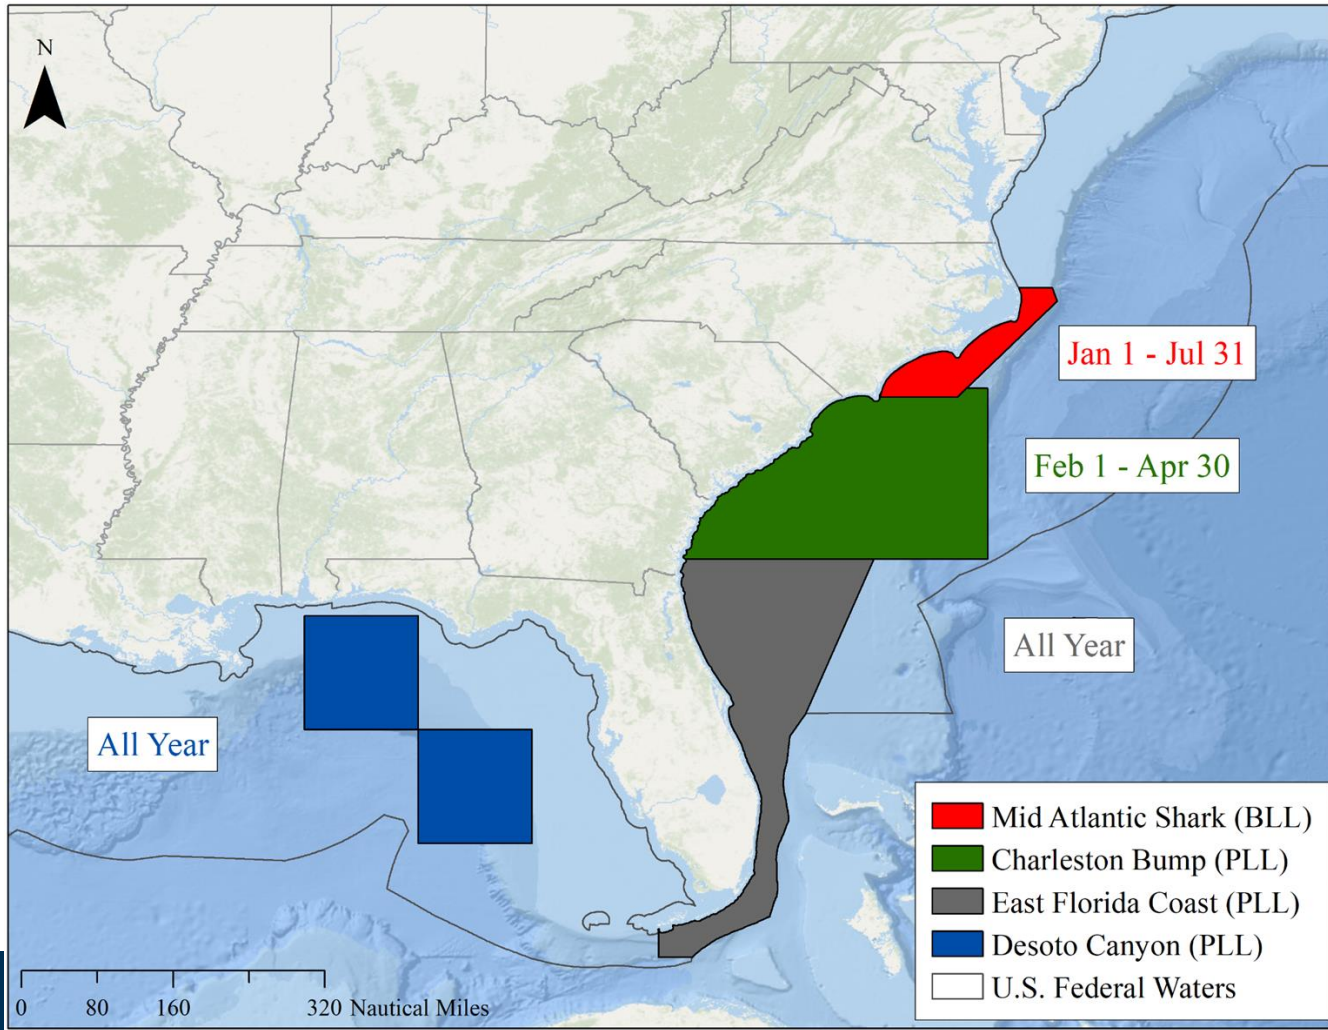 N
Jan 1 - Jul 31
Feb 1 - Apr 30
All Year
All Year
Mid Atlantic Shark (BLL)
Charleston Bump (PLL)
East Florida Coast (PLL)
Desoto Canyon (PLL)
U.S. Federal Waters
0 80 160 320 Nautical Miles